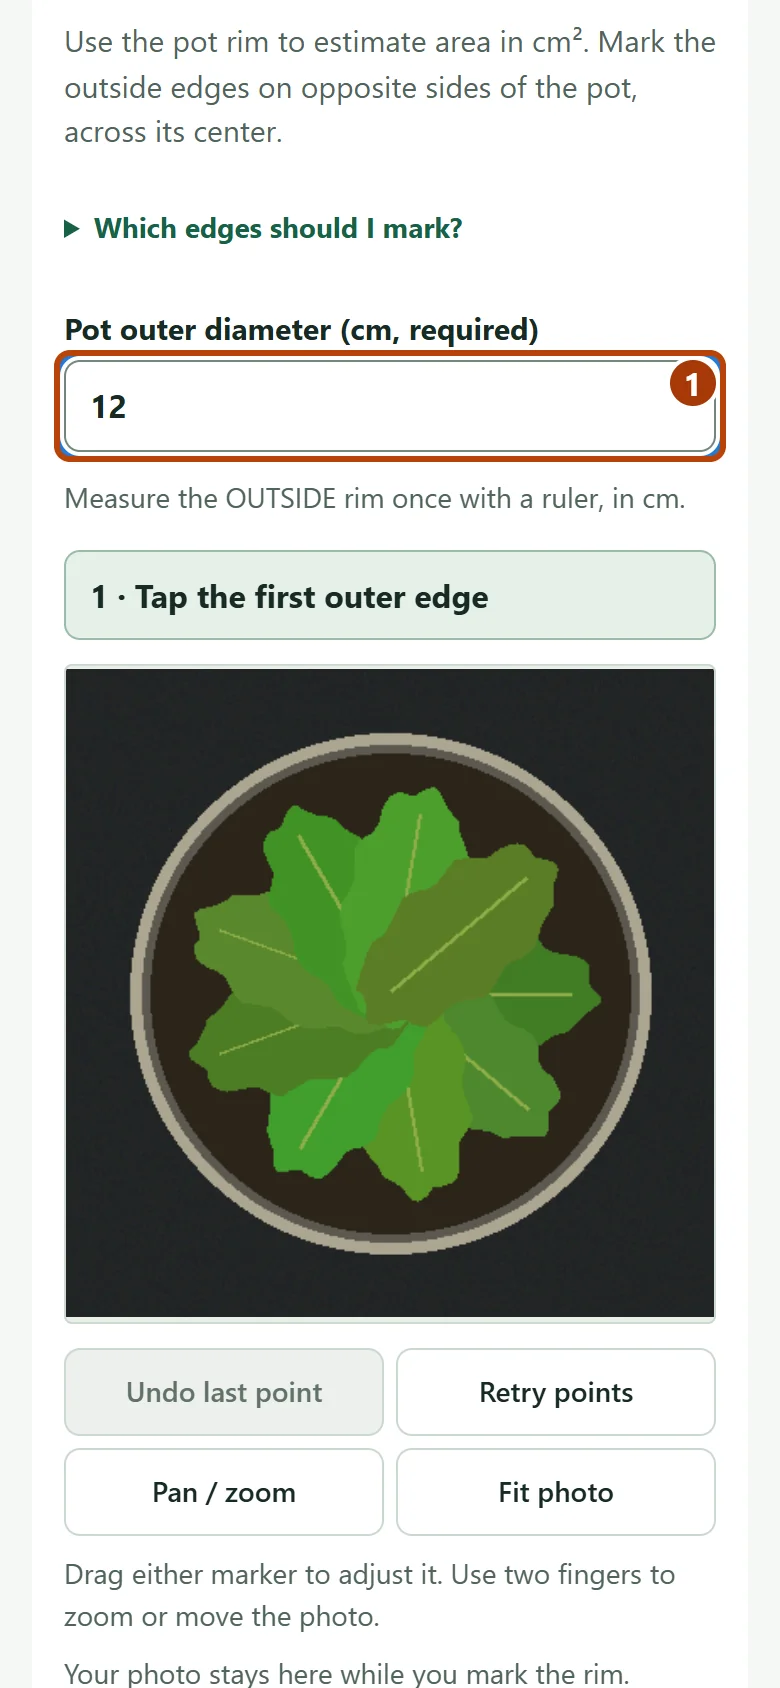 Use the pot rim to estimate area in cm². Mark the
outside edges on opposite sides of the pot,
across its center.
▶ Which edges should I mark?
Pot outer diameter (cm, required)
12
1
Measure the OUTSIDE rim once with a ruler, in cm.
1 · Tap the first outer edge
Undo last point
Retry points
Pan / zoom
Fit photo
Drag either marker to adjust it. Use two fingers to
zoom or move the photo.
Your photo stays here while you mark the rim.